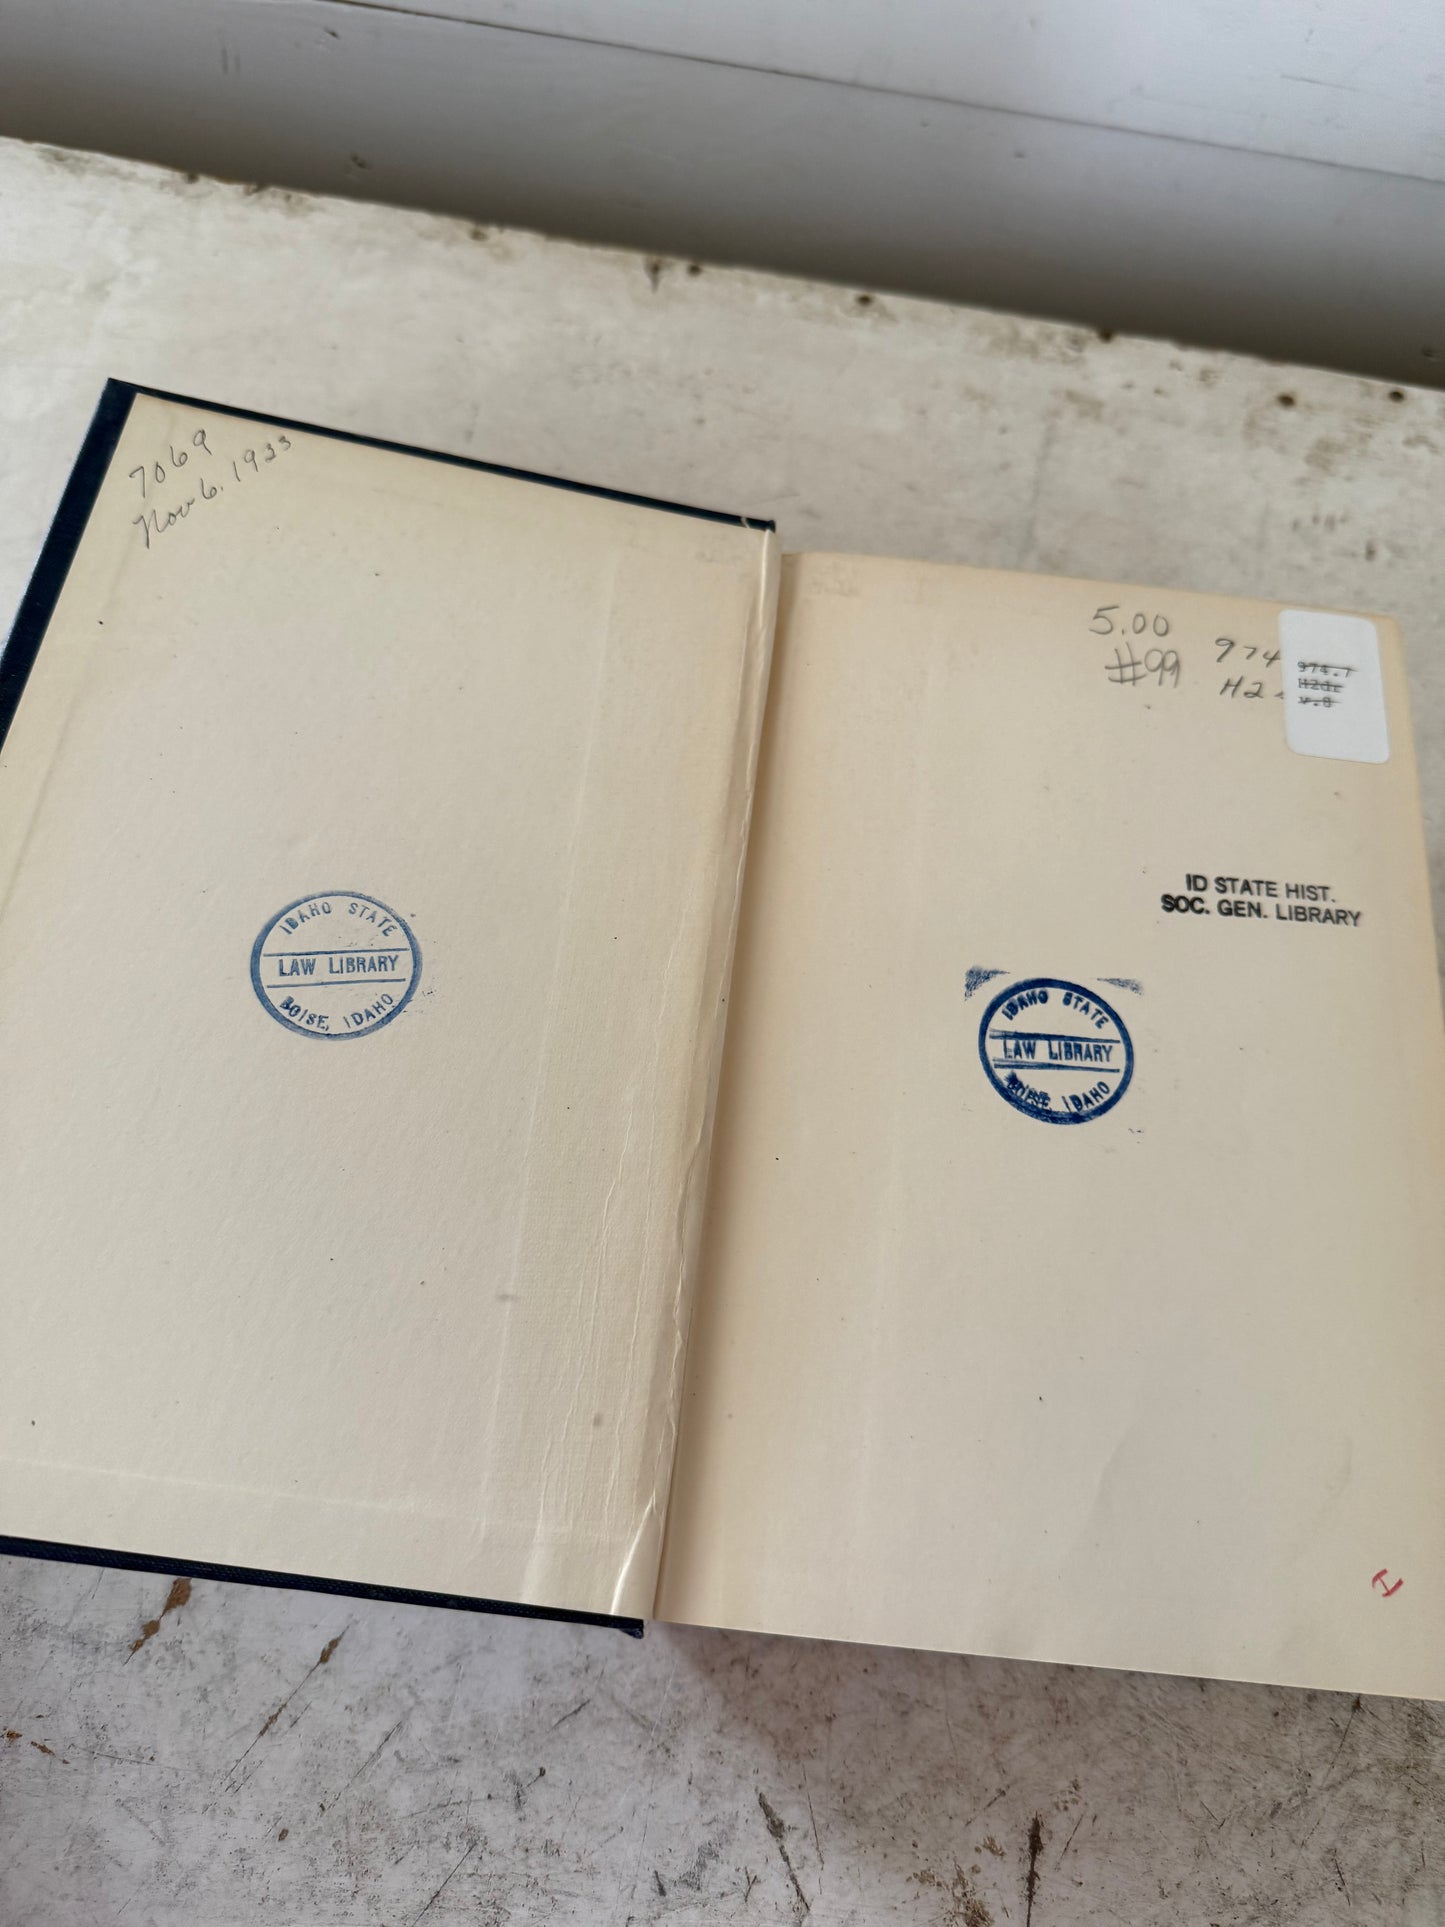 7069
Nov 6. 1933
IDAHO STATE
LAW LIBRARY
BOISE, IDAHO
5.00
#99
974
H2
974.7
H2dr
v.8
ID STATE HIST.
SOC. GEN. LIBRARY
IDAHO STATE
LAW LIBRARY
BOISE, IDAHO
I